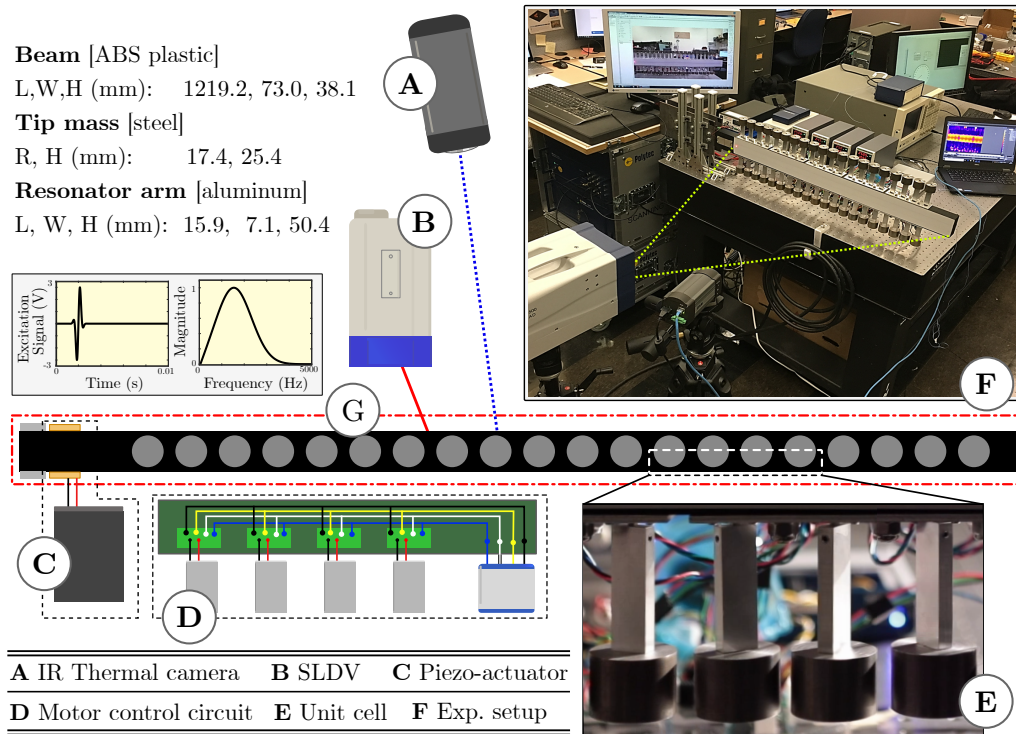 Beam [ABS plastic]
L,W,H (mm): 1219.2, 73.0, 38.1
Tip mass [steel]
R, H (mm): 17.4, 25.4
Resonator arm [aluminum]
L, W, H (mm): 15.9, 7.1, 50.4
A
B
Excitation
Signal (V)
3
-3
0
0.01
Time (s)
Magnitude
1
0
0
5000
Frequency (Hz)
Polytec
F
G
C
D
E
A IR Thermal camera B SLDV C Piezo-actuator
D Motor control circuit E Unit cell F Exp. setup